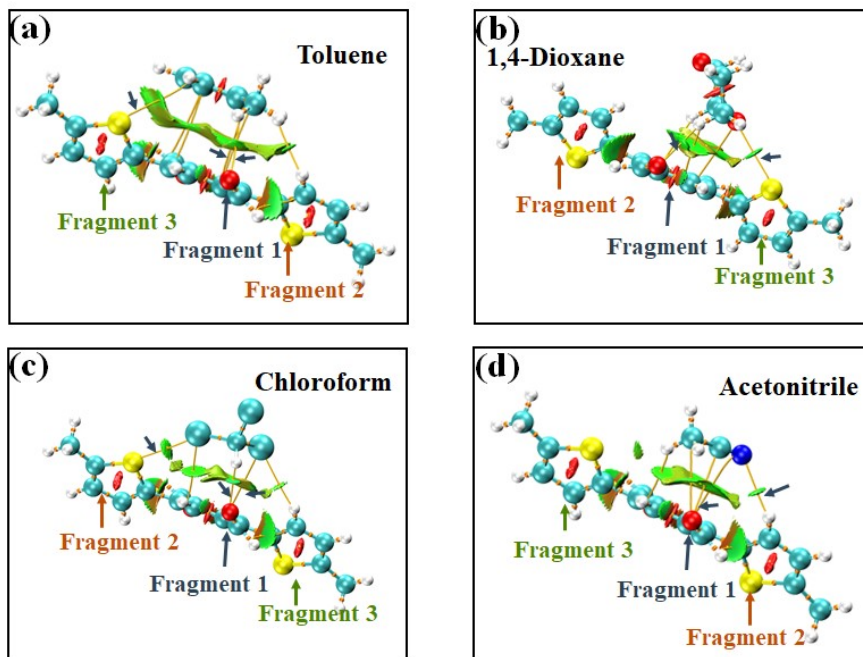 (a)
Toluene
Fragment 3
Fragment 1
Fragment 2
(b)
1,4-Dioxane
Fragment 2
Fragment 1
Fragment 3
(c)
Chloroform
Fragment 2
Fragment 1
Fragment 3
(d)
Acetonitrile
Fragment 3
Fragment 1
Fragment 2